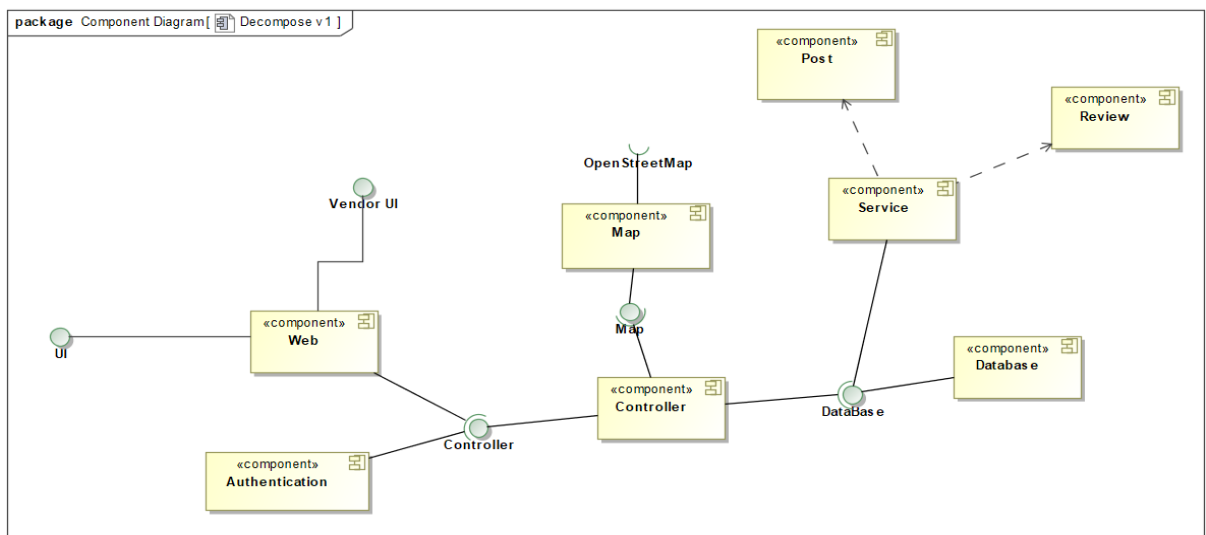 package Component Diagram [ Decompose v1 ]
«component»
Post
«component»
Review
OpenStreetMap
«component»
Service
Vendor UI
«component»
Map
«component»
Web
Map
UI
«component»
Database
«component»
Controller
DataBase
Controller
«component»
Authentication